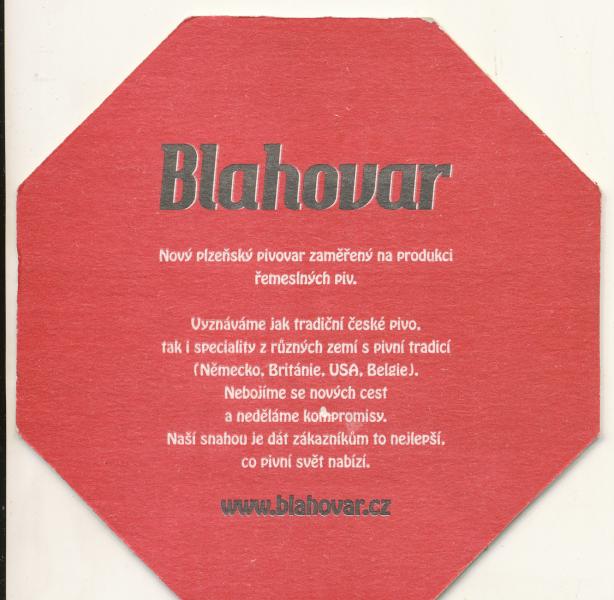 Blahovar
Nový plzeňský pivovar zaměřený na produkci
řemeslných piv.
Vyznáváme jak tradiční české pivo,
tak i speciality z různých zemí s pivní tradicí
(Německo, Británie, USA, Belgie).
Nebojíme se nových cest
a neděláme kompromisy.
Naší snahou je dát zákazníkům to nejlepší,
co pivní svět nabízí.
www.blahovar.cz